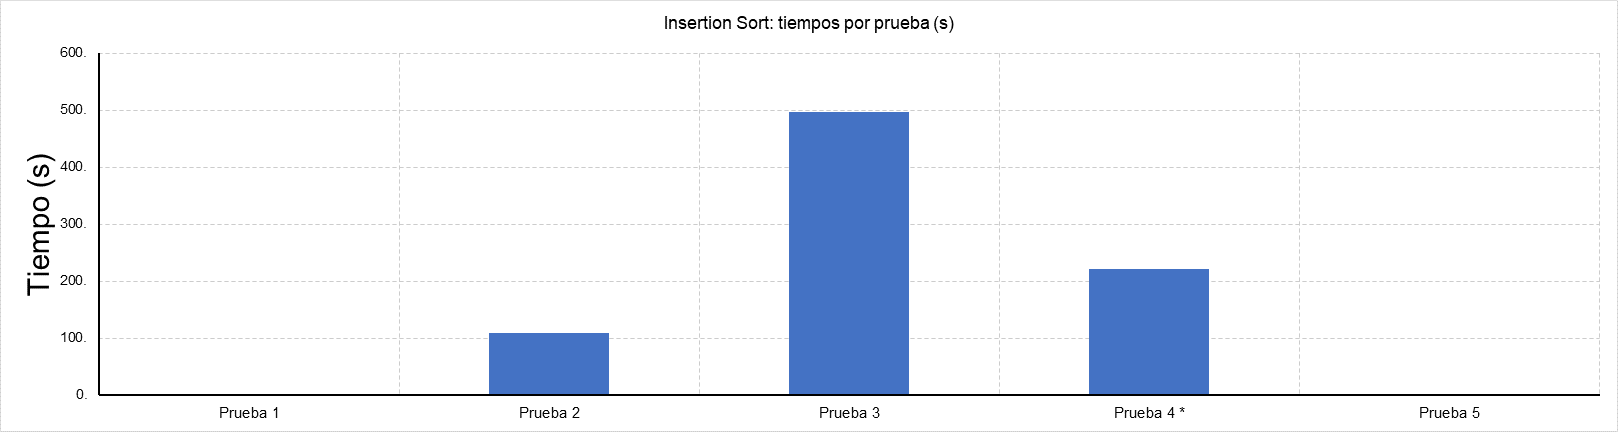 Insertion Sort: tiempos por prueba (s)
Tiempo (s)
600.
500.
400.
300.
200.
100.
0.
Prueba 1
Prueba 2
Prueba 3
Prueba 4 *
Prueba 5